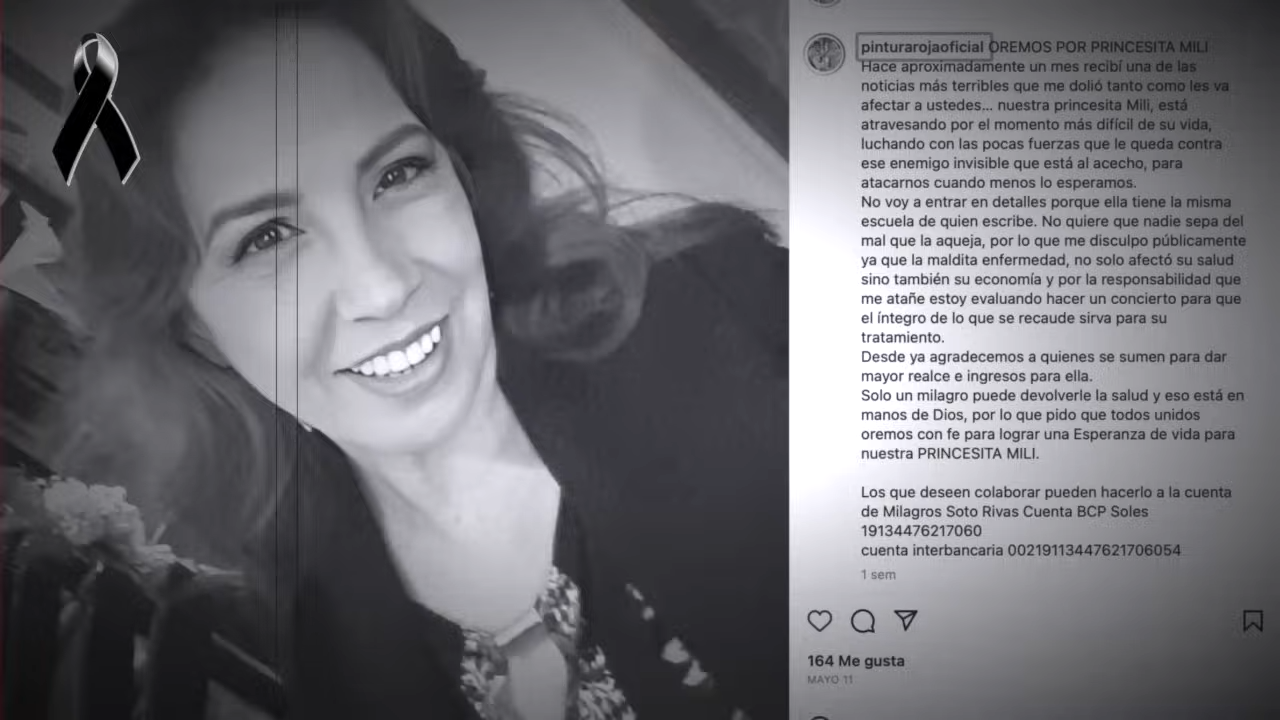 pinturarojaoficial OREMOS POR PRINCESITA MILI
Hace aproximadamente un mes recibí una de las
noticias más terribles que me dolió tanto como les va
afectar a ustedes... nuestra princesita Mili, está
atravesando por el momento más difícil de su vida,
luchando con las pocas fuerzas que le queda contra
ese enemigo invisible que está al acecho, para
atacarnos cuando menos lo esperamos.
No voy a entrar en detalles porque ella tiene la misma
escuela de quien escribe. No quiere que nadie sepa del
mal que la aqueja, por lo que me disculpo públicamente
ya que la maldita enfermedad, no solo afectó su salud
sino también su economía y por la responsabilidad que
me atañe estoy evaluando hacer un concierto para que
el íntegro de lo que se recaude sirva para su
tratamiento.
Desde ya agradecemos a quienes se sumen para dar
mayor realce e ingresos para ella.
Solo un milagro puede devolverle la salud y eso está en
manos de Dios, por lo que pido que todos unidos
oremos con fe para lograr una Esperanza de vida para
nuestra PRINCESITA MILI.
Los que deseen colaborar pueden hacerlo a la cuenta
de Milagros Soto Rivas Cuenta BCP Soles
19134476217060
cuenta interbancaria 00219113447621706054
1 sem
164 Me gusta
MAYO 11